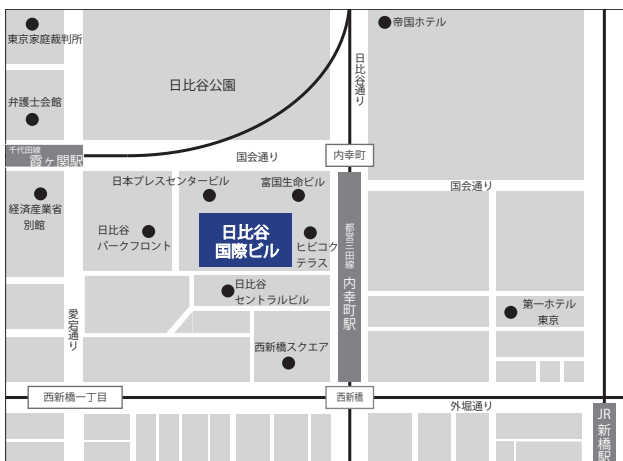 帝国ホテル
東京家庭裁判所
日比谷通り
日比谷公園
弁護士会館
千代田線
霞ヶ関駅
国会通り
内幸町
日本プレスセンタービル
富国生命ビル
国会通り
経済産業省
別館
日比谷
パークフロント
日比谷
国際ビル
ヒビコク
テラス
都営三田線
内幸町駅
日比谷
セントラルビル
愛宕通り
第一ホテル
東京
西新橋スクエア
西新橋一丁目
西新橋
外堀通り
JR
新橋駅